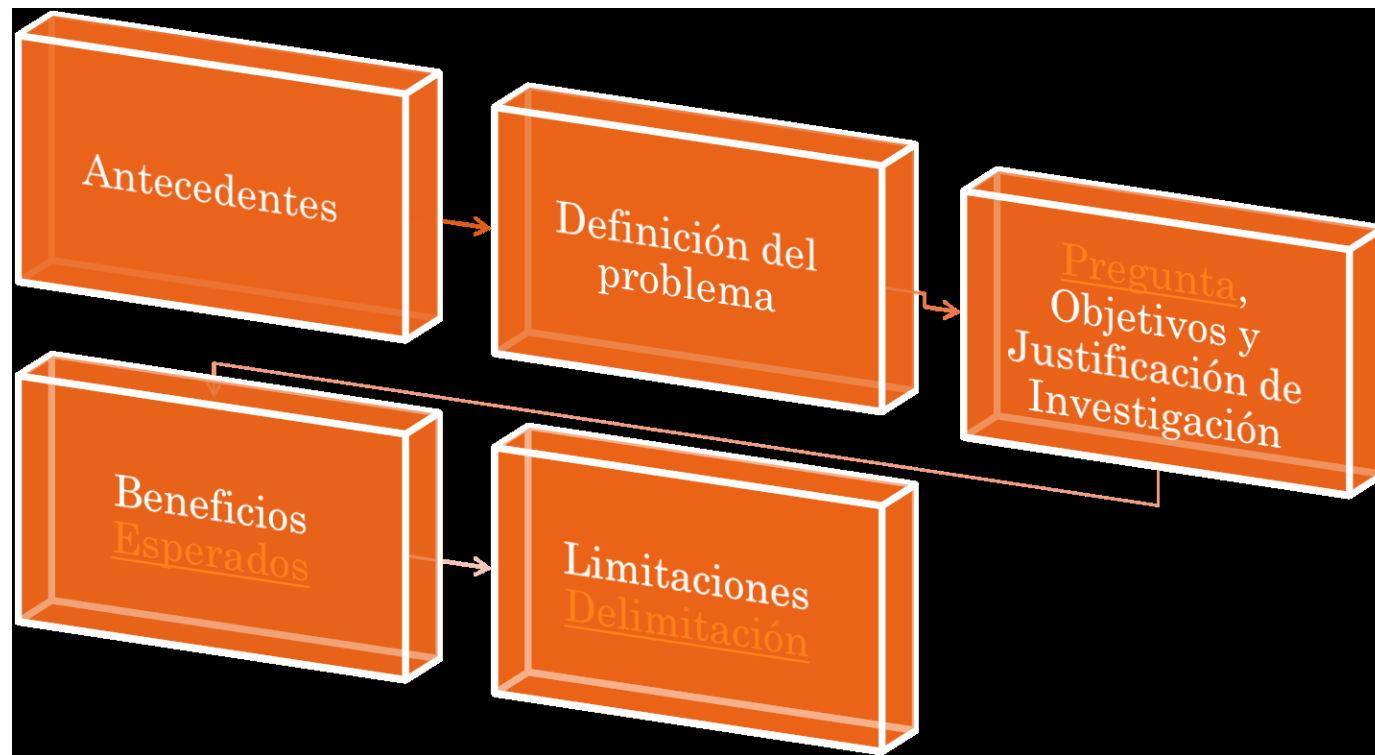 Antecedentes
Definición del
problema
Pregunta,
Objetivos y
Justificación de
Investigación
Beneficios
Esperados
Limitaciones
Delimitación